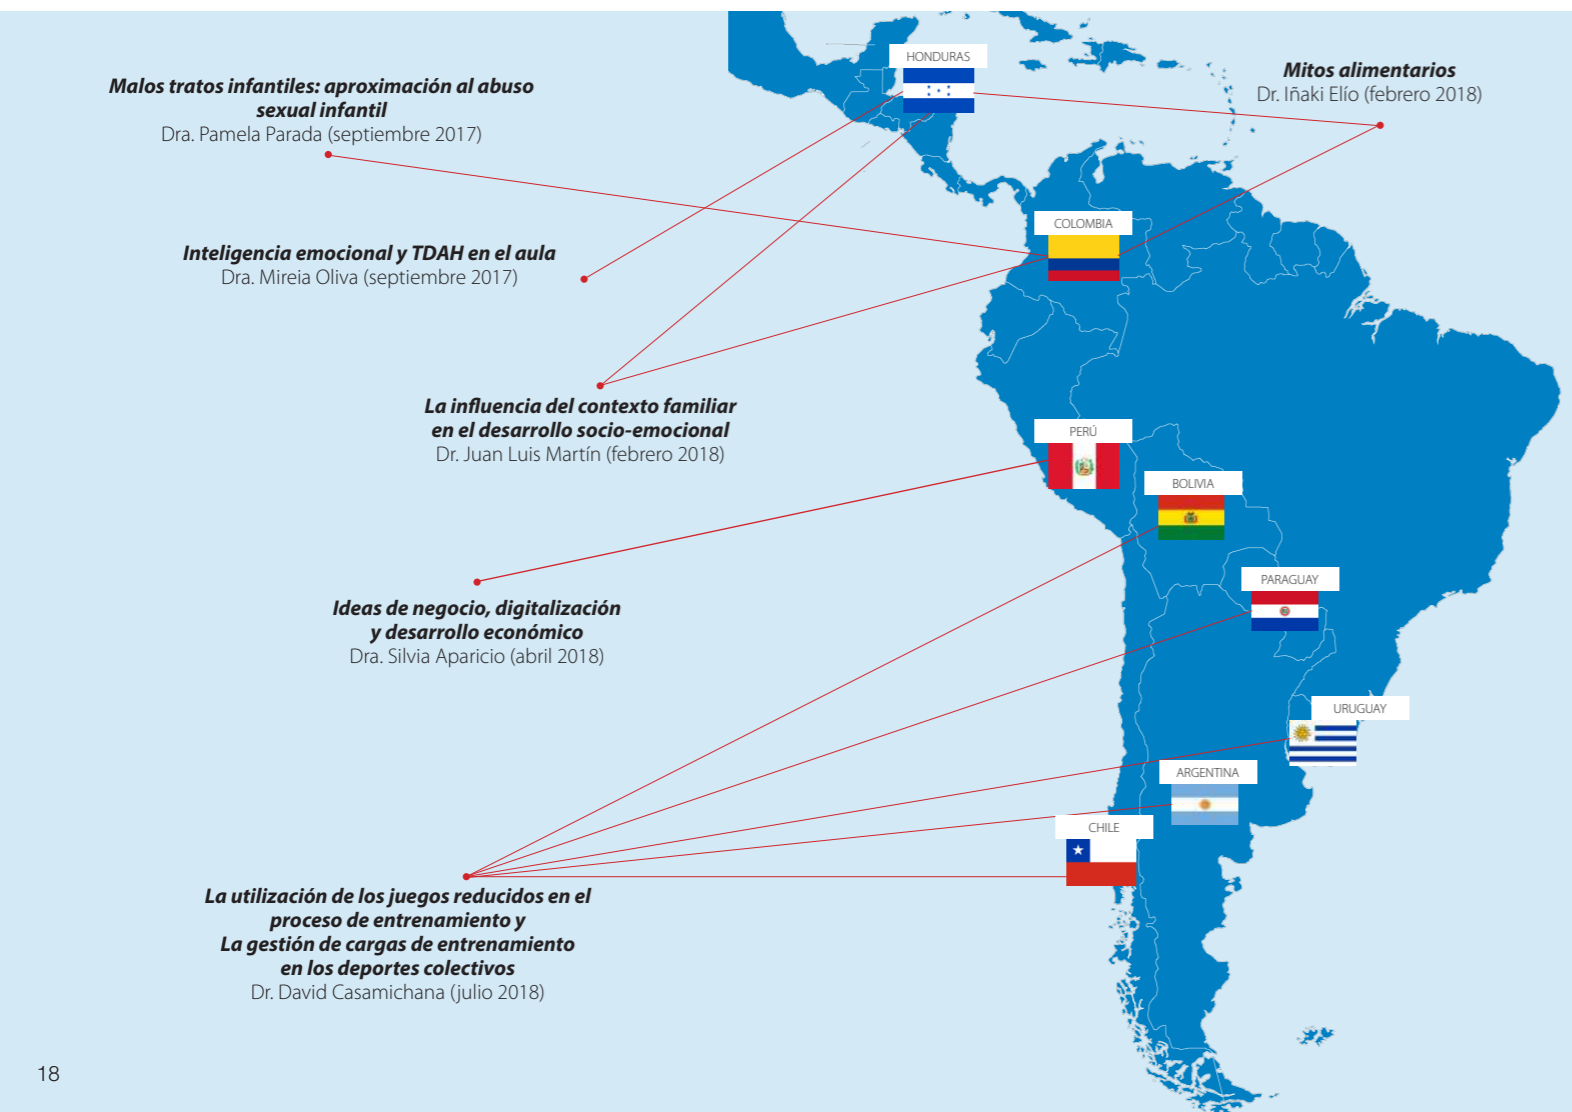 HONDURAS
Malos tratos infantiles: aproximación al abuso
sexual infantil
Dra. Pamela Parada (septiembre 2017)
Mitos alimentarios
Dr. Iñaki Elío (febrero 2018)
COLOMBIA
Inteligencia emocional y TDAH en el aula
Dra. Mireia Oliva (septiembre 2017)
La influencia del contexto familiar
en el desarrollo socio-emocional
Dr. Juan Luis Martín (febrero 2018)
PERÚ
BOLIVIA
PARAGUAY
Ideas de negocio, digitalización
y desarrollo económico
Dra. Silvia Aparicio (abril 2018)
URUGUAY
ARGENTINA
CHILE
La utilización de los juegos reducidos en el
proceso de entrenamiento y
La gestión de cargas de entrenamiento
en los deportes colectivos
Dr. David Casamichana (julio 2018)
18